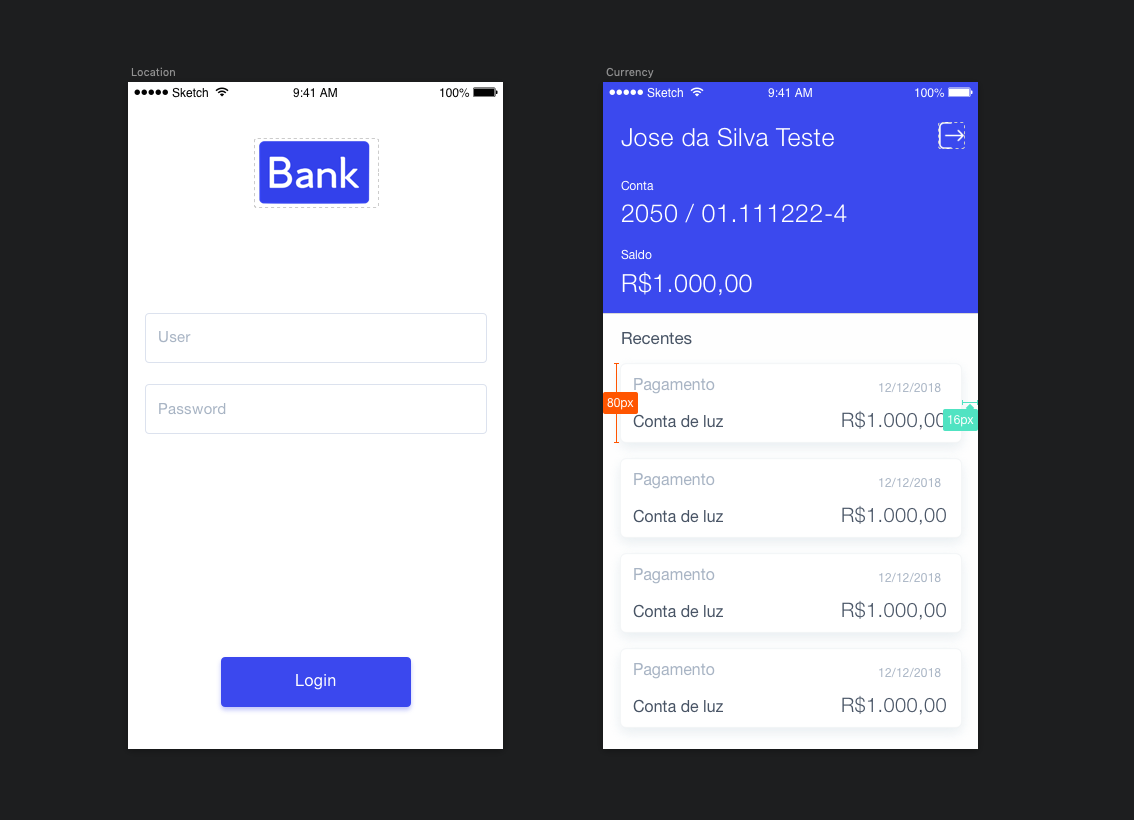 Location
Sketch 9:41 AM 100%
Bank
User
Password
Login
Currency
Sketch 9:41 AM 100%
Jose da Silva Teste
Conta
2050 / 01.111222-4
Saldo
R$1.000,00
Recentes
Pagamento 12/12/2018
80px
16px
Conta de luz R$1.000,00
Pagamento 12/12/2018
Conta de luz R$1.000,00
Pagamento 12/12/2018
Conta de luz R$1.000,00
Pagamento 12/12/2018
Conta de luz R$1.000,00